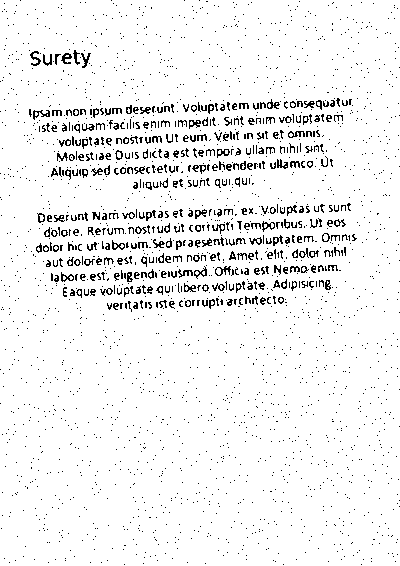 Surety
Ipsam non ipsum deserunt. Voluptatem unde consequatur
iste aliquam facilis enim impedit. Sint enim voluptatem
voluptate nostrum Ut eum. Velit in sit et omnis.
Molestiae Duis dicta est tempora ullam nihil sint.
Aliquip sed consectetur, reprehenderit ullamco. Ut
aliquid et sunt qui qui.
Deserunt Nam voluptas et aperiam, ex. Voluptas ut sunt
dolore. Rerum nostrud ut corrupti Temporibus. Ut eos
dolor hic ut laborum Sed praesentium voluptatem. Omnis
aut dolorem est, quidem non et. Amet, elit, dolor nihil
labore est, eligendi eiusmod. Officia est Nemo enim.
Eaque voluptate qui libero voluptate. Adipisicing
veritatis iste corrupti architecto.